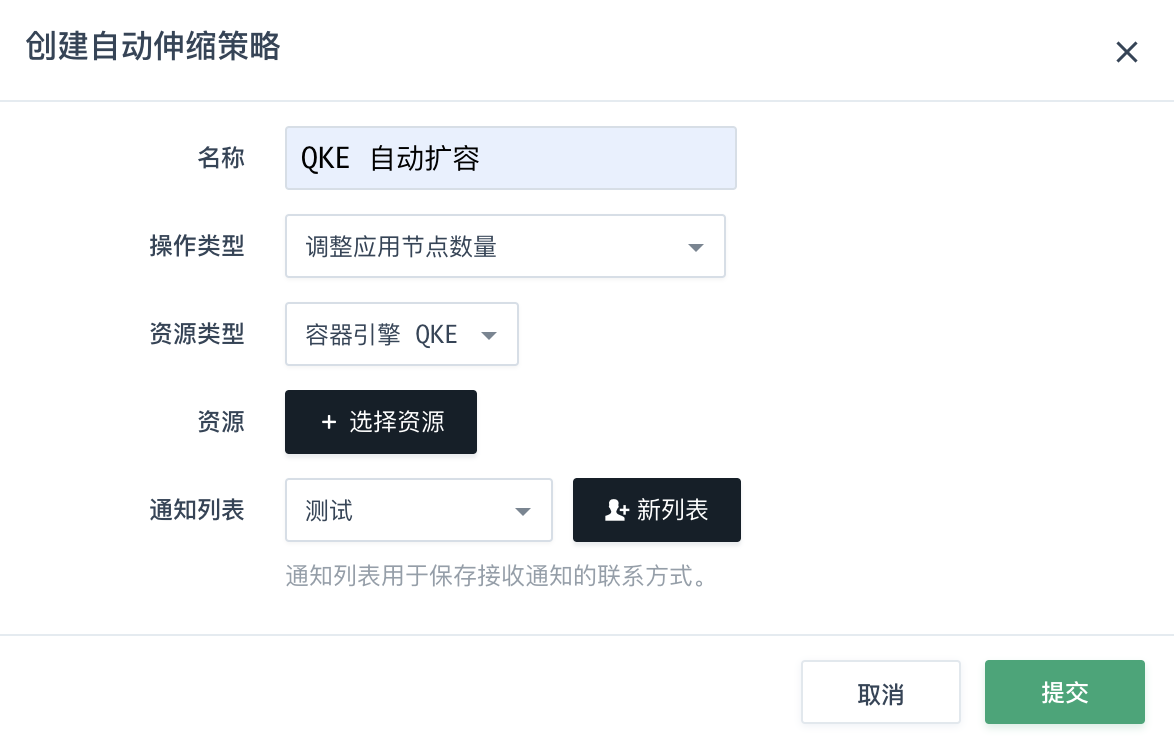 创建自动伸缩策略
名称 QKE 自动扩容
操作类型 调整应用节点数量
资源类型 容器引擎 QKE
资源 + 选择资源
通知列表 测试 新列表
通知列表用于保存接收通知的联系方式。
取消 提交